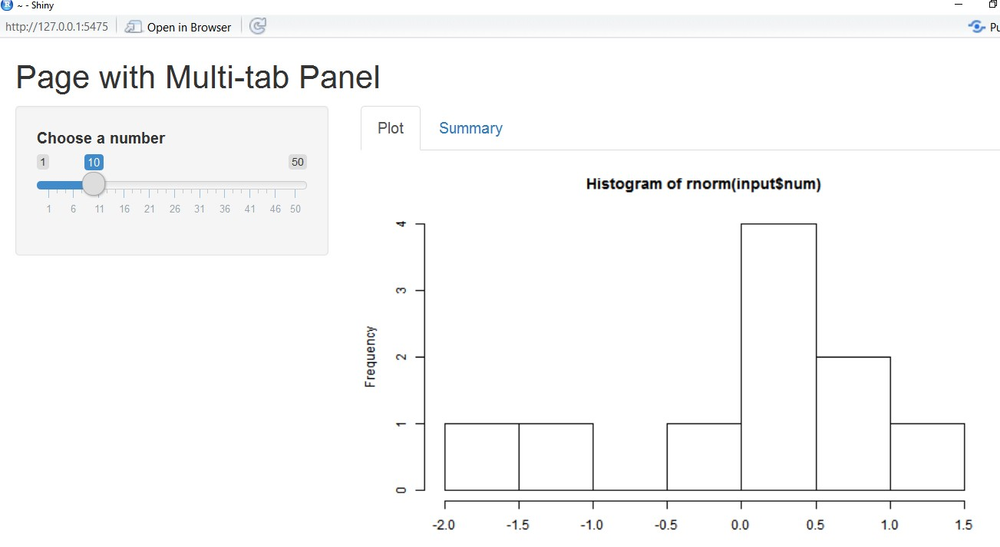 ~ - Shiny
http://127.0.0.1:5475 Open in Browser Pu
Page with Multi-tab Panel
Choose a number
1 10 50
1 6 11 16 21 26 31 36 41 46 50
Plot Summary
Histogram of rnorm(input$num)
Frequency
4
3
2
1
0
-2.0 -1.5 -1.0 -0.5 0.0 0.5 1.0 1.5